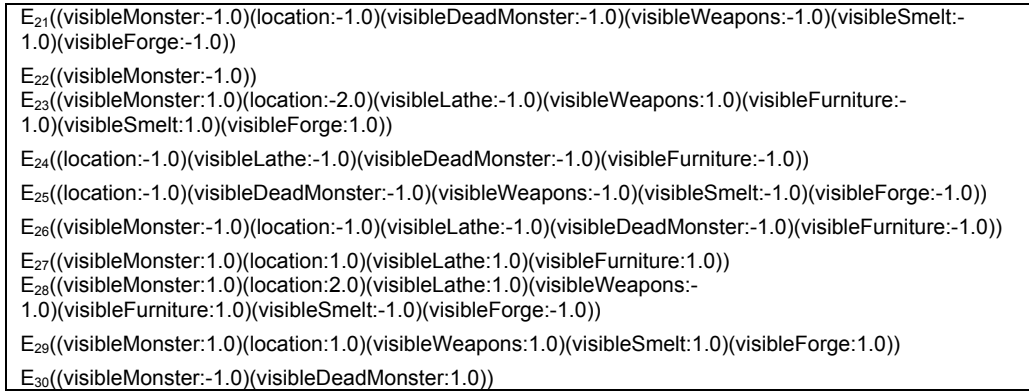 E₂₁((visibleMonster:-1.0)(location:-1.0)(visibleDeadMonster:-1.0)(visibleWeapons:-1.0)(visibleSmelt:-
1.0)(visibleForge:-1.0))
E₂₂((visibleMonster:-1.0))
E₂₃((visibleMonster:1.0)(location:-2.0)(visibleLathe:-1.0)(visibleWeapons:1.0)(visibleFurniture:-
1.0)(visibleSmelt:1.0)(visibleForge:1.0))
E₂₄((location:-1.0)(visibleLathe:-1.0)(visibleDeadMonster:-1.0)(visibleFurniture:-1.0))
E₂₅((location:-1.0)(visibleDeadMonster:-1.0)(visibleWeapons:-1.0)(visibleSmelt:-1.0)(visibleForge:-1.0))
E₂₆((visibleMonster:-1.0)(location:-1.0)(visibleLathe:-1.0)(visibleDeadMonster:-1.0)(visibleFurniture:-1.0))
E₂₇((visibleMonster:1.0)(location:1.0)(visibleLathe:1.0)(visibleFurniture:1.0))
E₂₈((visibleMonster:1.0)(location:2.0)(visibleLathe:1.0)(visibleWeapons:-
1.0)(visibleFurniture:1.0)(visibleSmelt:-1.0)(visibleForge:-1.0))
E₂₉((visibleMonster:1.0)(location:1.0)(visibleWeapons:1.0)(visibleSmelt:1.0)(visibleForge:1.0))
E₃₀((visibleMonster:-1.0)(visibleDeadMonster:1.0))